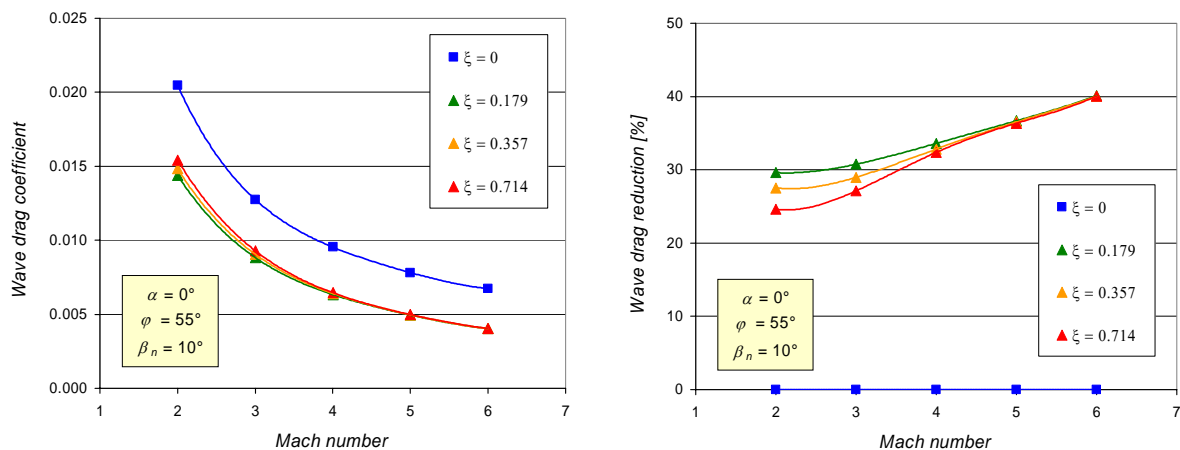 0.025
0.020
0.015
0.010
0.005
0.000
Wave drag coefficient
1 2 3 4 5 6 7
Mach number
ξ = 0
ξ = 0.179
ξ = 0.357
ξ = 0.714
α = 0°
φ = 55°
βn = 10°
50
40
30
20
10
0
Wave drag reduction [%]
1 2 3 4 5 6 7
Mach number
ξ = 0
ξ = 0.179
ξ = 0.357
ξ = 0.714
α = 0°
φ = 55°
βn = 10°